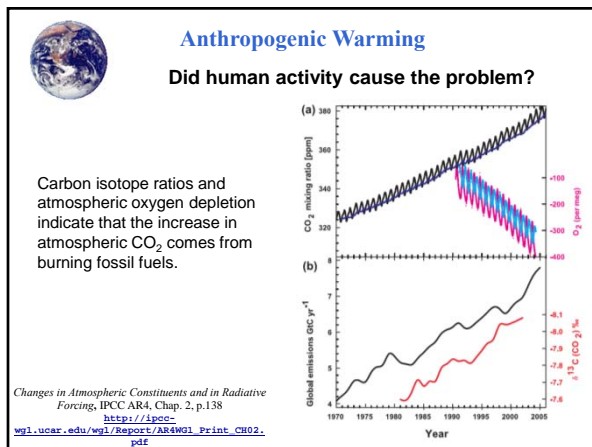 Anthropogenic Warming
Did human activity cause the problem?
Carbon isotope ratios and
atmospheric oxygen depletion
indicate that the increase in
atmospheric CO2 comes from
burning fossil fuels.
Changes in Atmospheric Constituents and in Radiative
Forcing, IPCC AR4, Chap. 2, p.138
http://ipcc-
wg1.ucar.edu/wg1/Report/AR4WG1_Print_CH02.
pdf
(a)
CO2 mixing ratio [ppm]
380
360
340
320
-100
-200
-300
-400
O2 (per meg)
(b)
Global emissions GtC yr-1
8
7
6
5
4
-8.1
-8.0
-7.9
-7.8
-7.7
-7.6
δ13C (CO2) ‰
1970 1975 1980 1985 1990 1995 2000 2005
Year